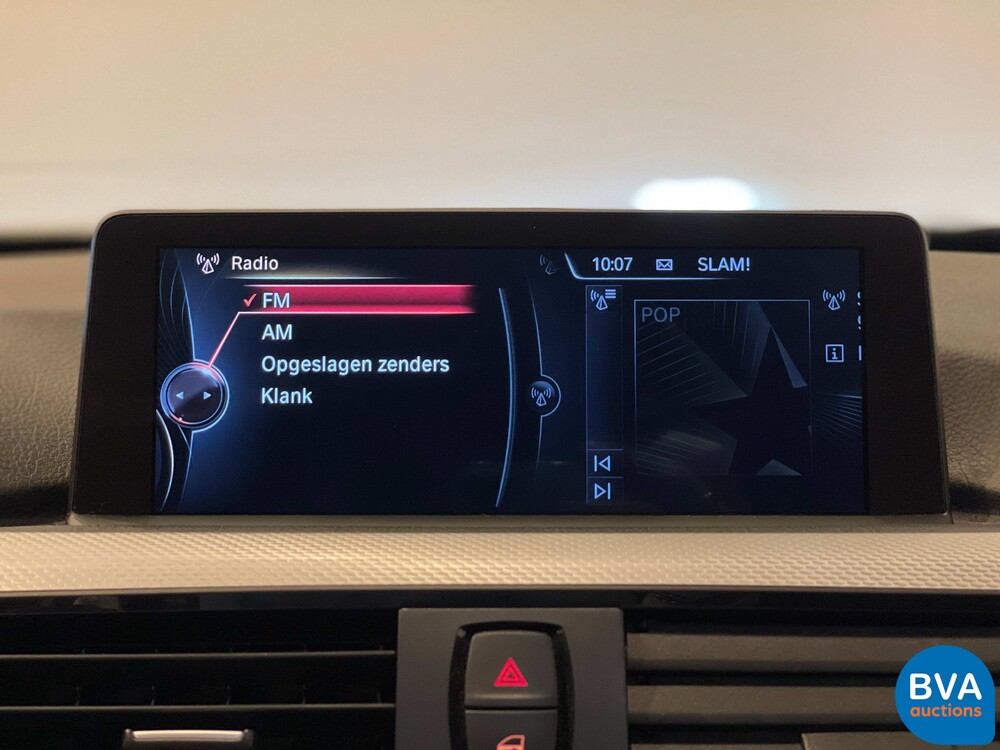 Radio
FM
AM
Opgeslagen zenders
Klank
10:07 SLAM!
POP
BVA
auctions